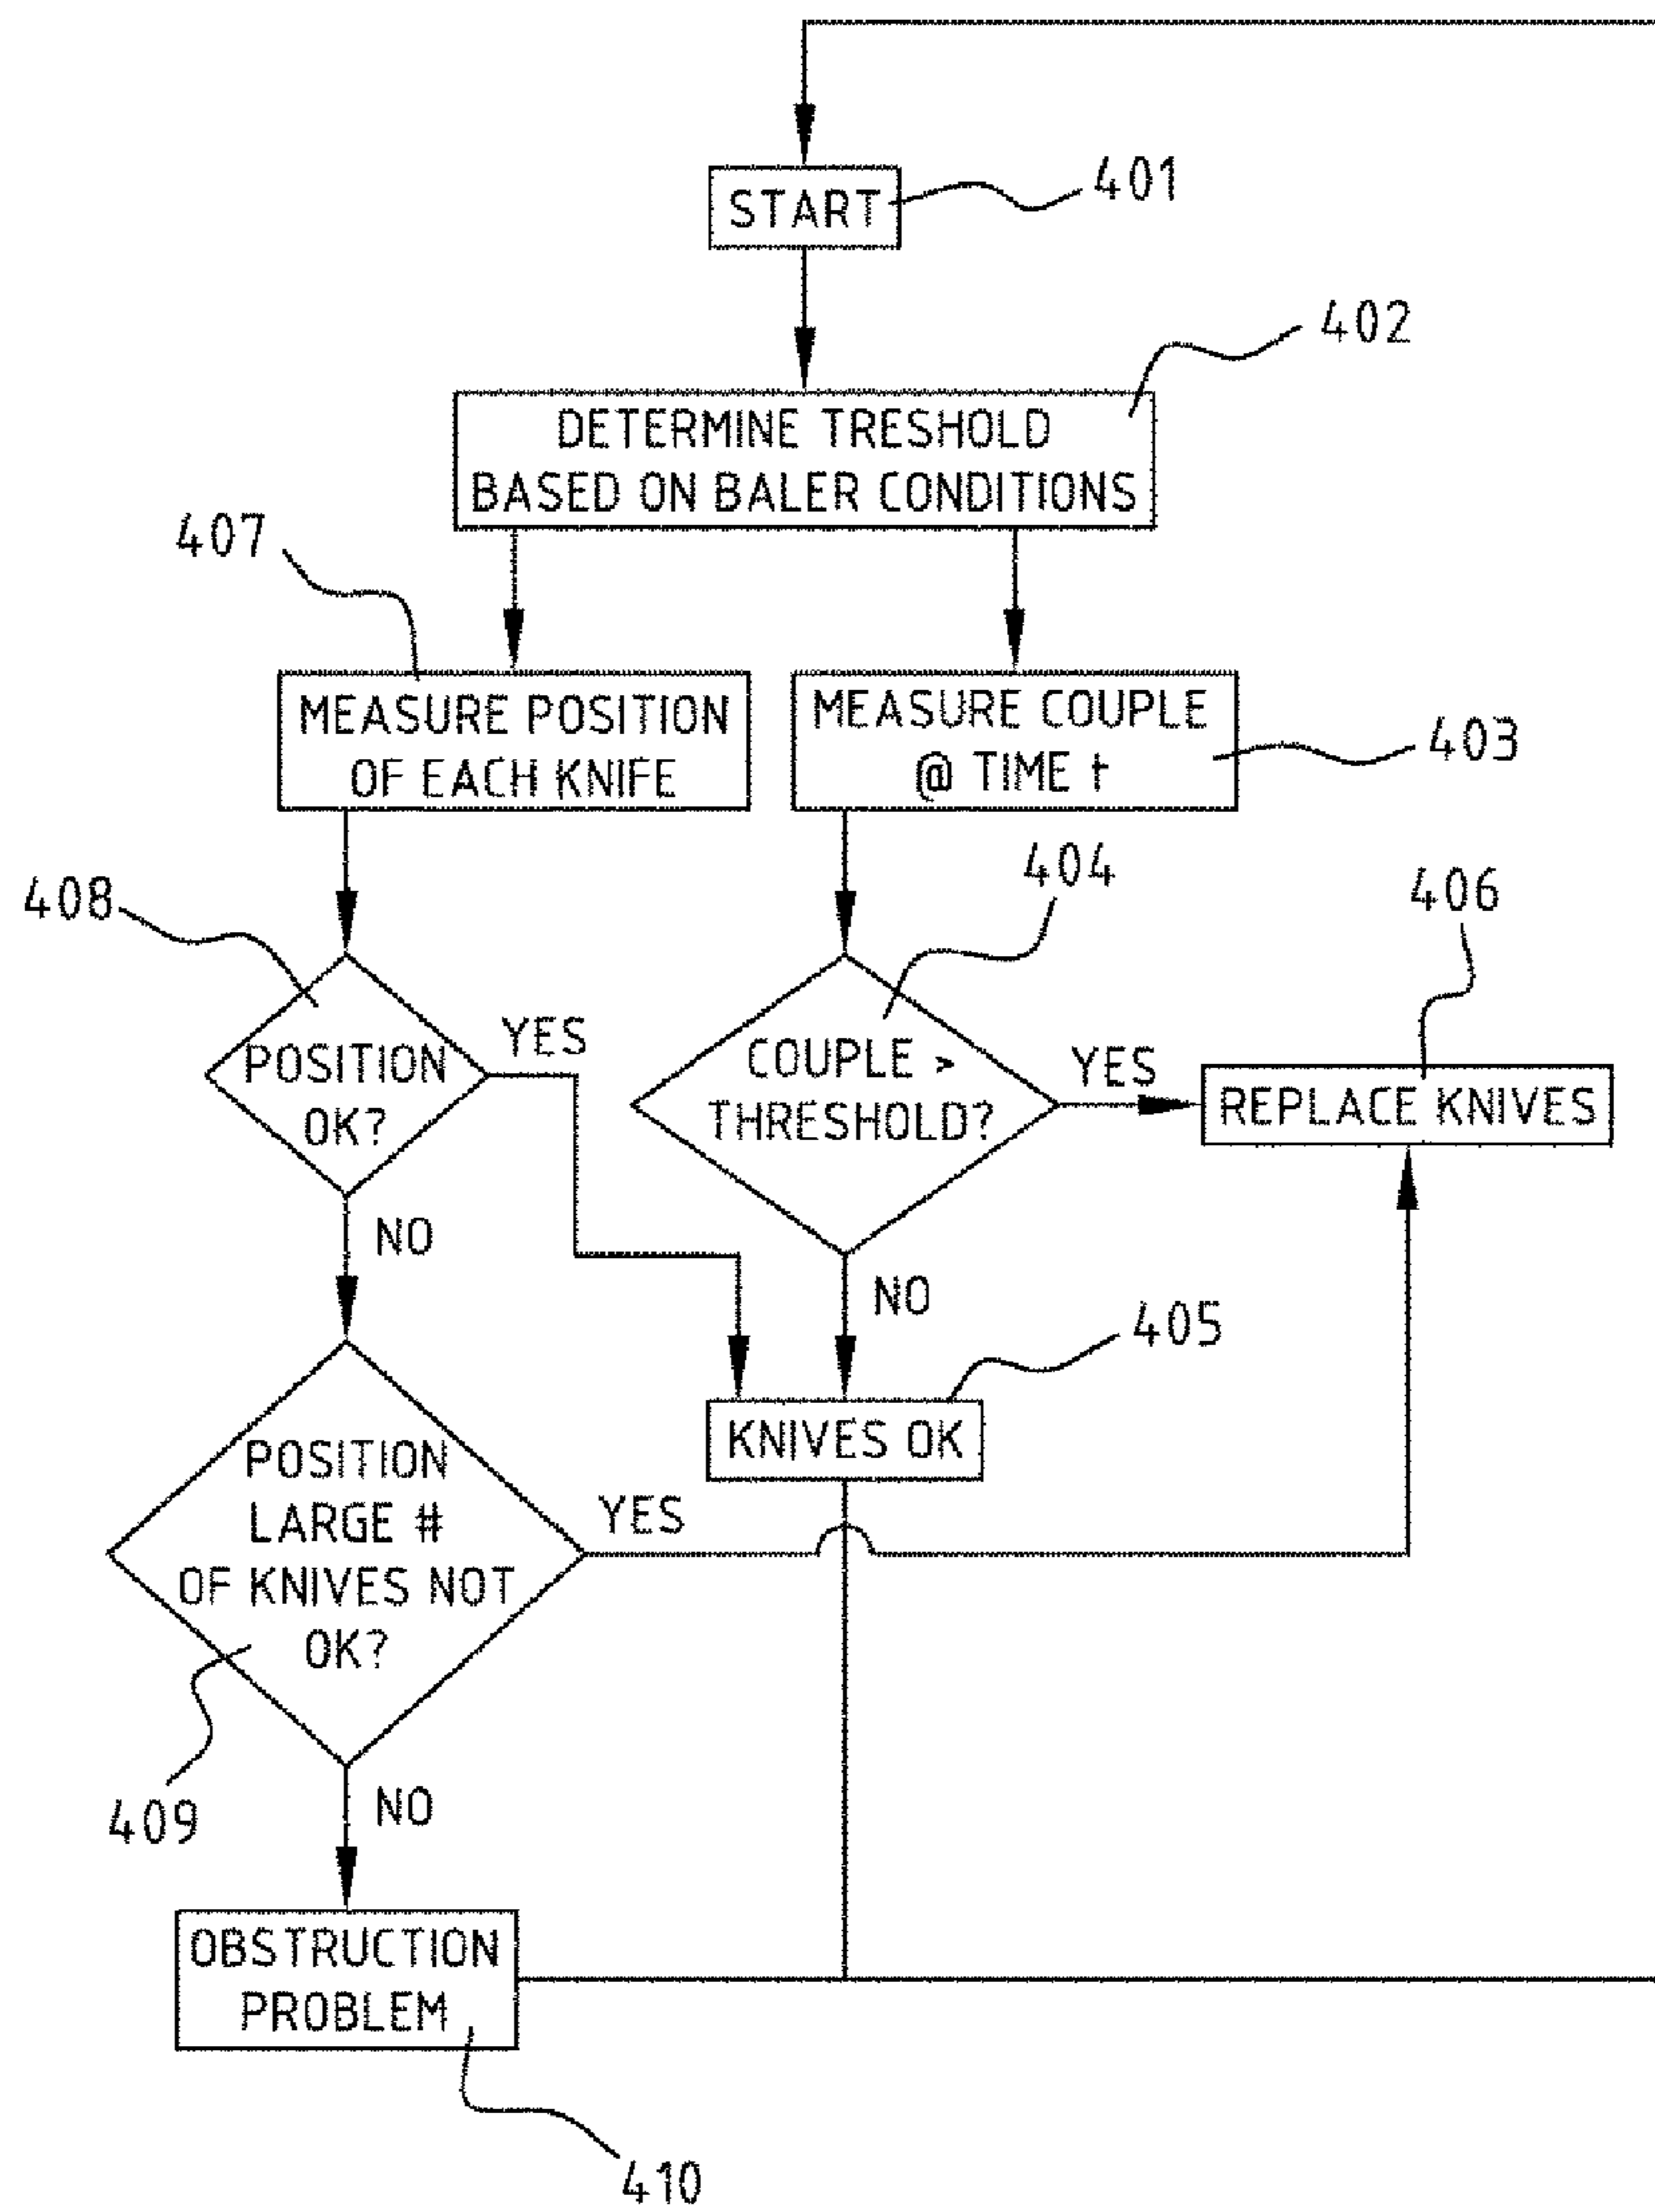 START
401
402
DETERMINE TRESHOLD
BASED ON BALER CONDITIONS
407
MEASURE POSITION
OF EACH KNIFE
MEASURE COUPLE
@ TIME t
403
408
404
406
POSITION
OK?
YES
COUPLE >
THRESHOLD?
YES
REPLACE KNIVES
NO
NO
405
KNIVES OK
POSITION
LARGE #
OF KNIVES NOT
OK?
YES
409
NO
OBSTRUCTION
PROBLEM
410